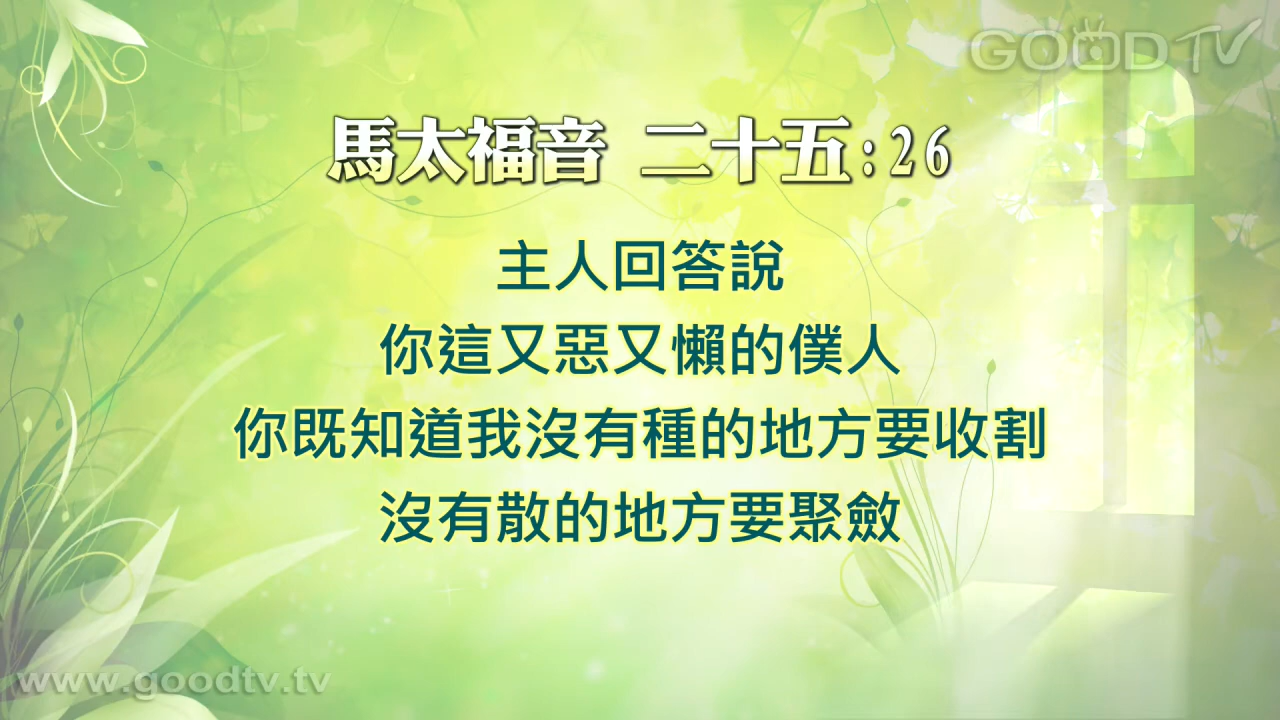 GOOD TV
馬太福音 二十五:26
主人回答說
你這又惡又懶的僕人
你既知道我沒有種的地方要收割
沒有散的地方要聚斂
www.goodtv.tv